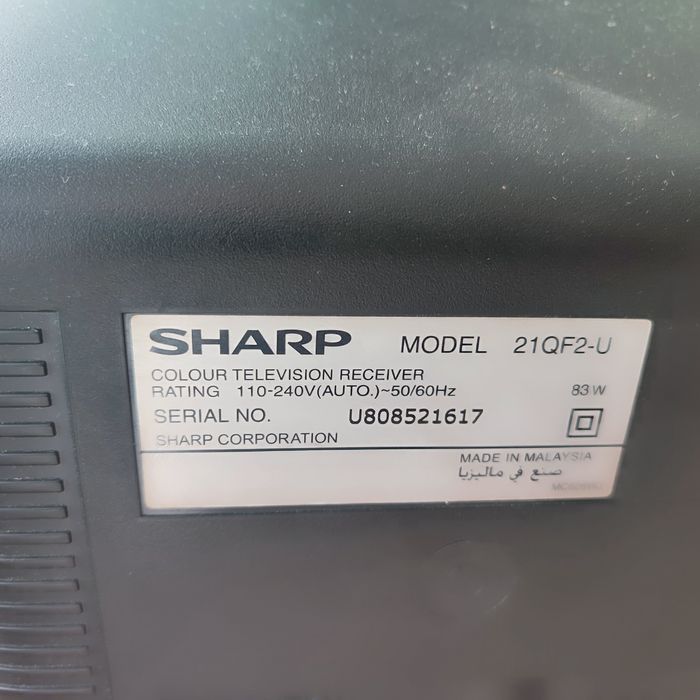 SHARP MODEL 21QF2-U
COLOUR TELEVISION RECEIVER
RATING 110-240V(AUTO.)~50/60Hz 83W
SERIAL NO. U808521617
SHARP CORPORATION
MADE IN MALAYSIA
صنع في ماليزيا